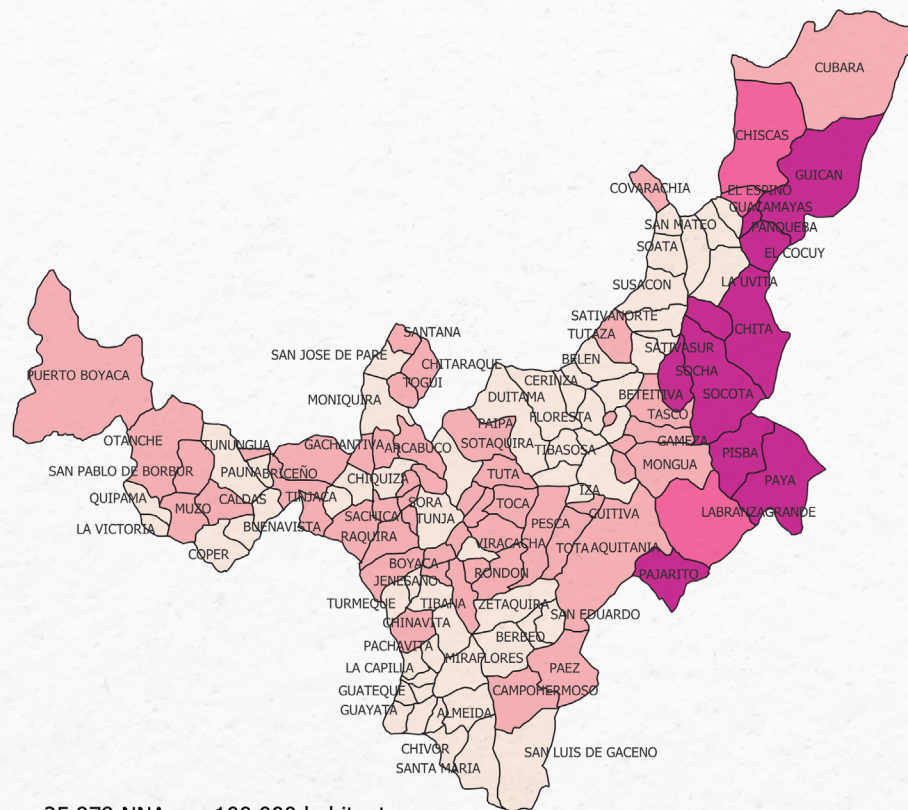 CUBARA
CHISCAS
GUICAN
COVARACHIA
EL ESPINO
GUACAMAYAS
SAN MATEO
PANQUEBA
SOATA
EL COCUY
SUSACON
LA UVITA
SATIVANORTE
TUTAZA
CHITA
SANTANA
SATIVASUR
SAN JOSE DE PARE
BELEN
CHITARAQUE
SOCHA
PUERTO BOYACA
TOGUI
CERINZA
BETEITIVA
SOCOTA
MONIQUIRA
DUITAMA
FLORESTA
TASCO
PAIPA
OTANCHE
TUNUNGUA
GACHANTIVA
ARCABUCO
SOTAQUIRA
TIBASOSA
GAMEZA
PISBA
SAN PABLO DE BORBUR
PAUNA
BRICEÑO
CHIQUIZA
TUTA
MONGUA
PAYA
QUIPAMA
CALDAS
TINJACA
SORA
TOCA
IZA
MUZO
LABRANZAGRANDE
LA VICTORIA
BUENAVISTA
SACHICA
TUNJA
PESCA
CUITIVA
COPER
RAQUIRA
VIRACACHA
TOTA
AQUITANIA
BOYACA
RONDON
PAJARITO
JENESANO
TURMEQUE
TIBANA
ZETAQUIRA
SAN EDUARDO
CHINAVITA
BERBEO
PACHAVITA
MIRAFLORES
LA CAPILLA
PAEZ
GUATEQUE
CAMPOHERMOSO
GUAYATA
ALMEIDA
CHIVOR
SAN LUIS DE GACENO
SANTA MARIA